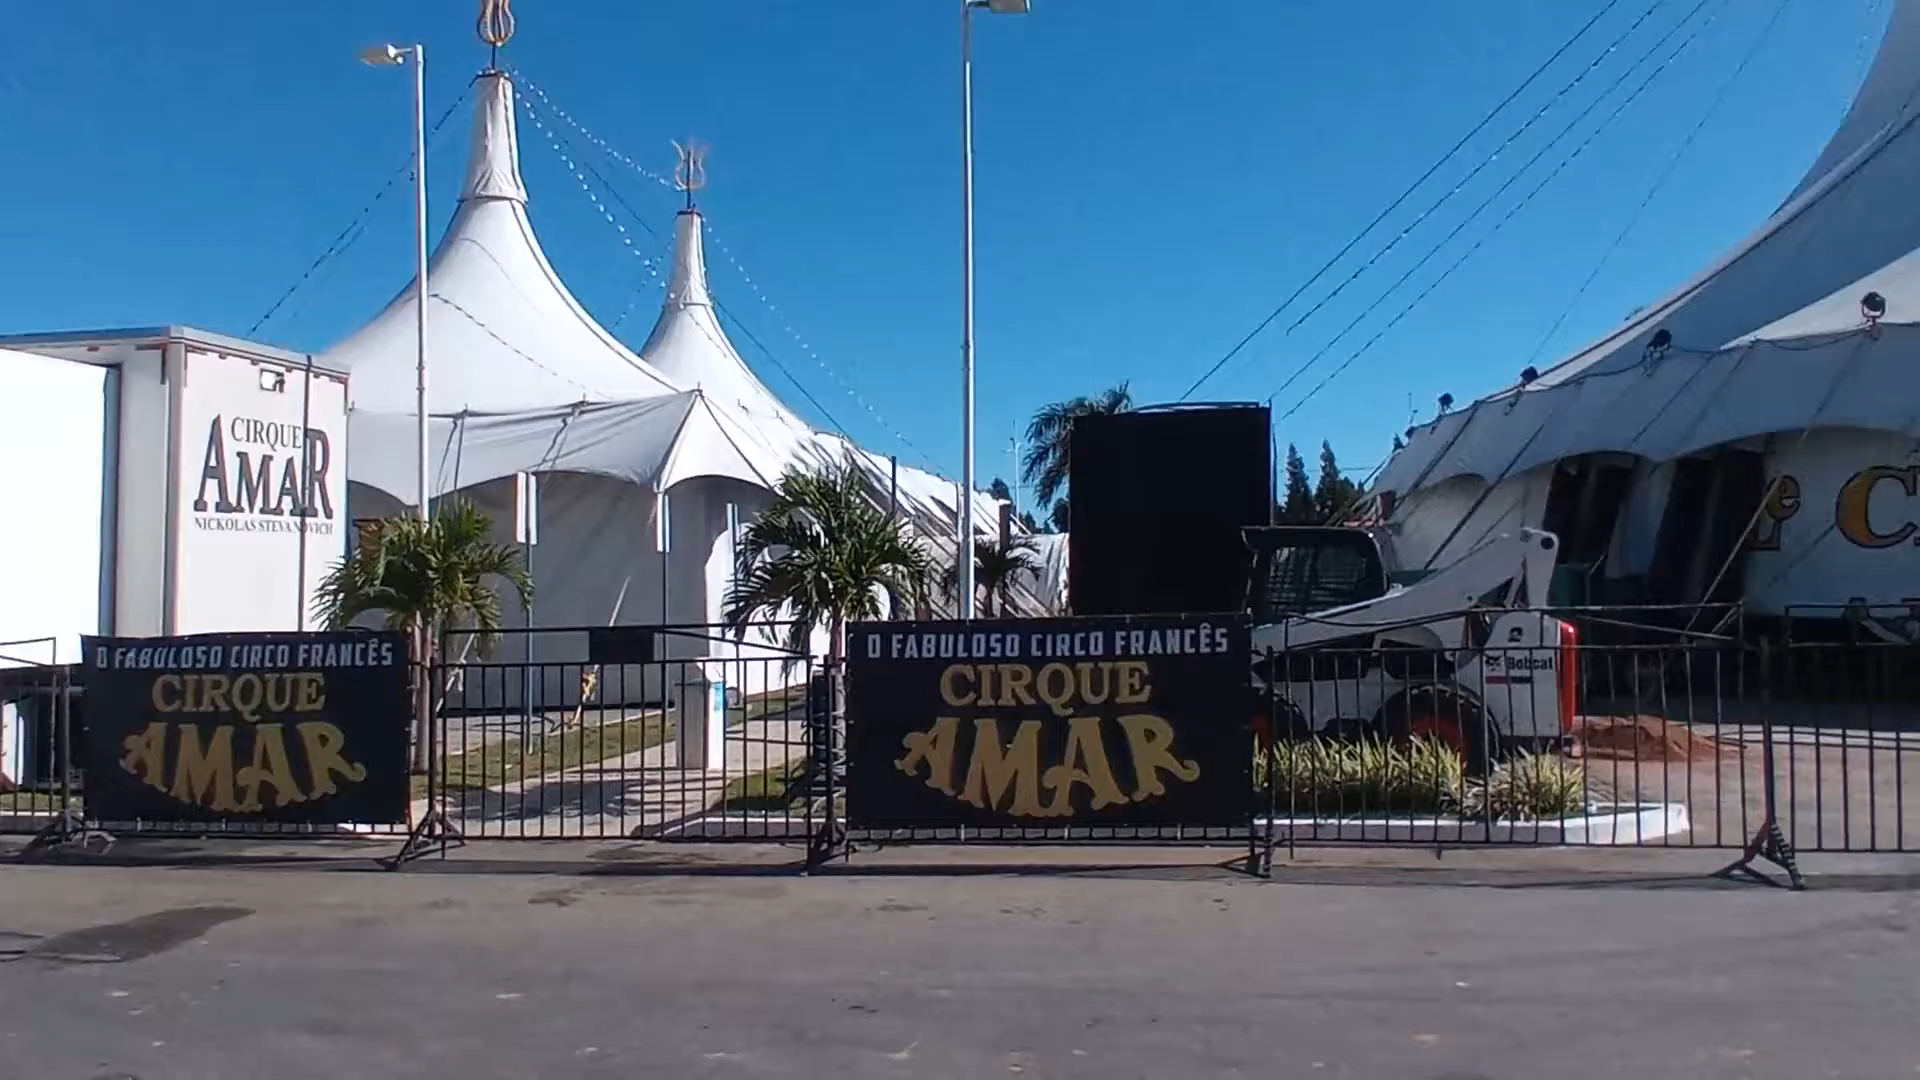 CIRQUE
AMAR
NICKOLAS STEVANOVICH
O FABULOSO CIRCO FRANCÊS
CIRQUE
AMAR
O FABULOSO CIRCO FRANCÊS
CIRQUE
AMAR
Bobcat